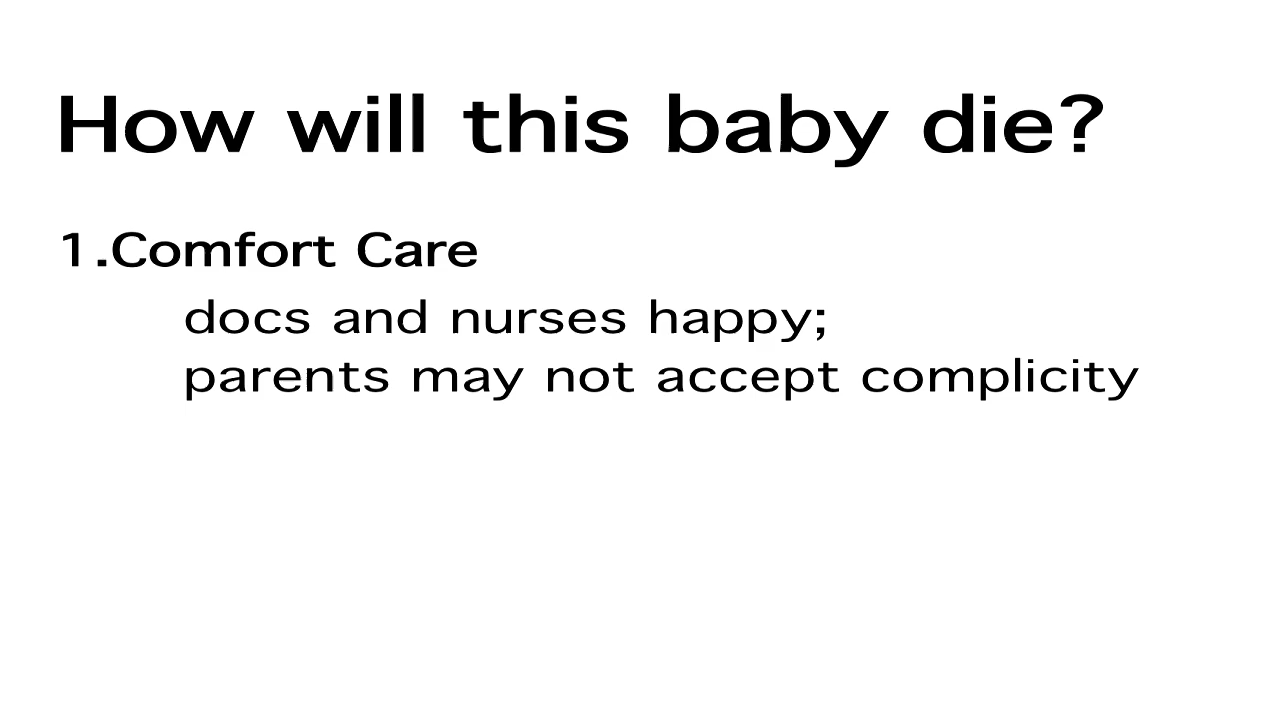 How will this baby die?
1.Comfort Care
docs and nurses happy;
parents may not accept complicity